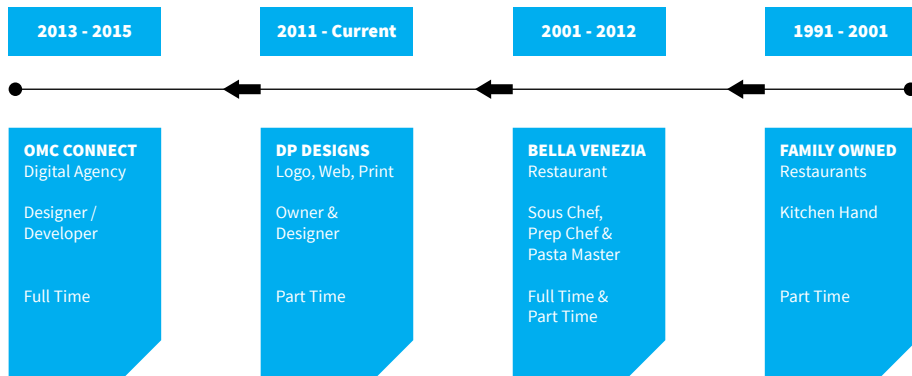 2013 - 2015
2011 - Current
2001 - 2012
1991 - 2001
OMC CONNECT
Digital Agency
Designer /
Developer
Full Time
DP DESIGNS
Logo, Web, Print
Owner &
Designer
Part Time
BELLA VENEZIA
Restaurant
Sous Chef,
Prep Chef &
Pasta Master
Full Time &
Part Time
FAMILY OWNED
Restaurants
Kitchen Hand
Part Time